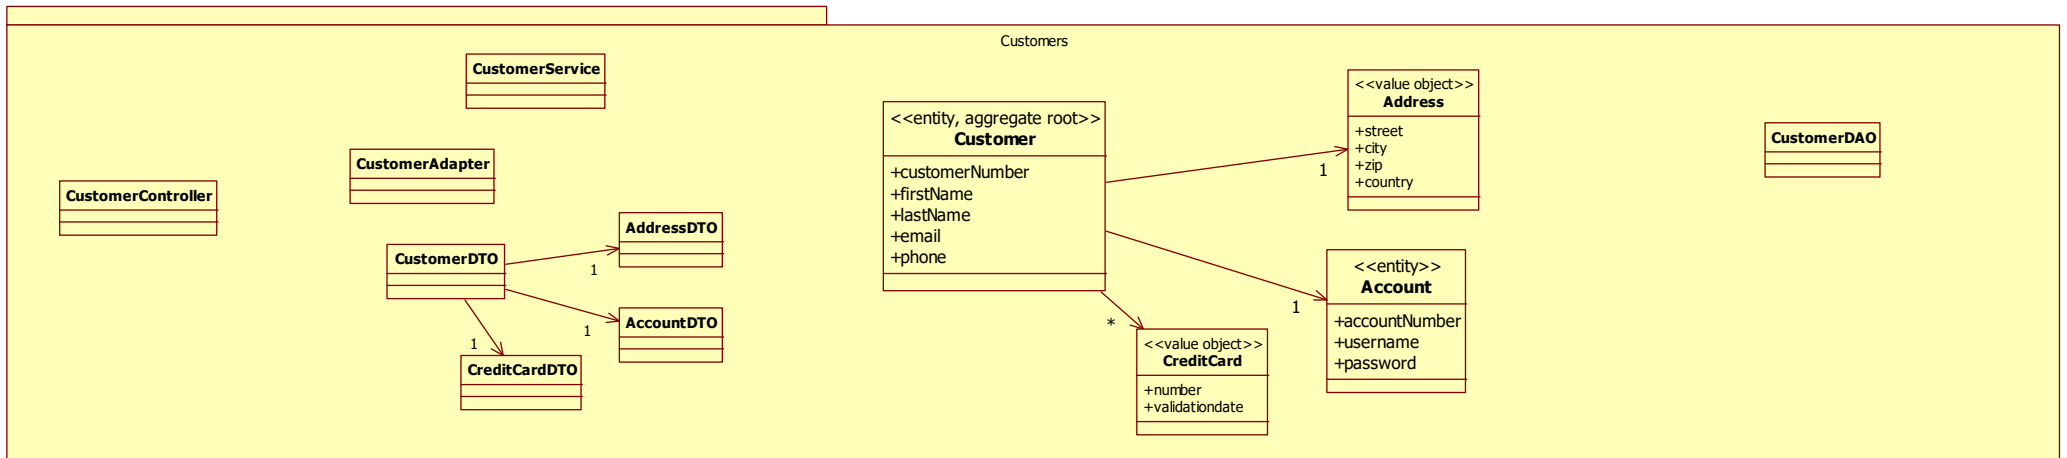 Customers
CustomerService
CustomerAdapter
CustomerController
CustomerDTO
1
1
1
AddressDTO
AccountDTO
CreditCardDTO
<<entity, aggregate root>>
Customer
+customerNumber
+firstName
+lastName
+email
+phone
1
1
*
<<value object>>
Address
+street
+city
+zip
+country
<<entity>>
Account
+accountNumber
+username
+password
<<value object>>
CreditCard
+number
+validationdate
CustomerDAO